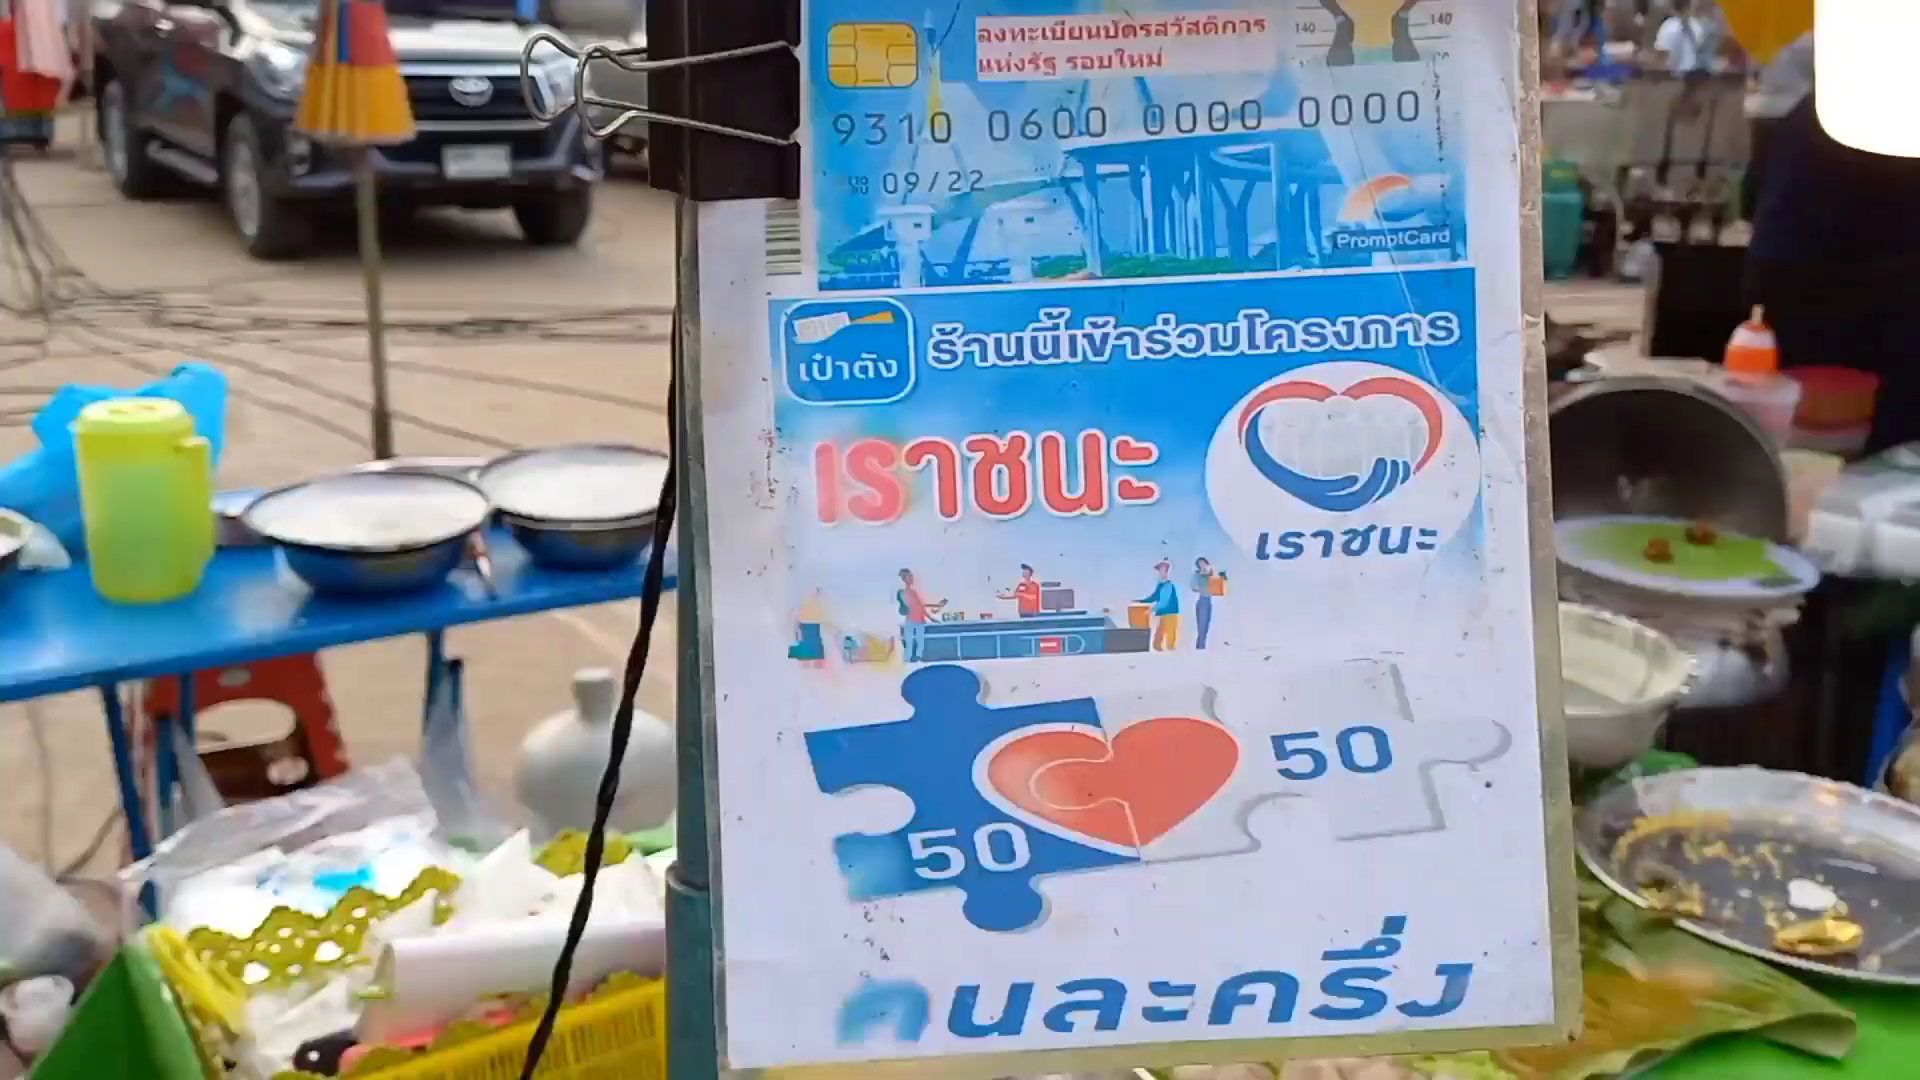 ลงทะเบียนบัตรสวัสดิการ
แห่งรัฐ รอบใหม่
140
140
9310 0600 0000 0000
09/22
PromptCard
เป๋าตัง
ร้านนี้เข้าร่วมโครงการ
เราชนะ
เราชนะ
50
50
คนละครึ่ง